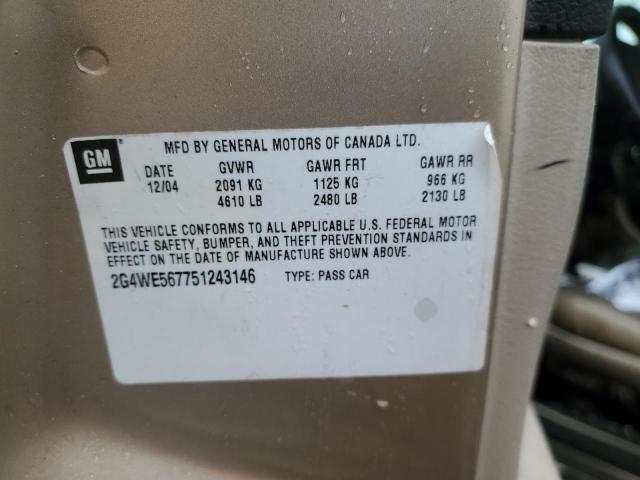 GM
MFD BY GENERAL MOTORS OF CANADA LTD.
DATE GVWR GAWR FRT GAWR RR
12/04 2091 KG 1125 KG 966 KG
4610 LB 2480 LB 2130 LB
THIS VEHICLE CONFORMS TO ALL APPLICABLE U.S. FEDERAL MOTOR
VEHICLE SAFETY, BUMPER, AND THEFT PREVENTION STANDARDS IN
EFFECT ON THE DATE OF MANUFACTURE SHOWN ABOVE.
2G4WE567751243146 TYPE: PASS CAR